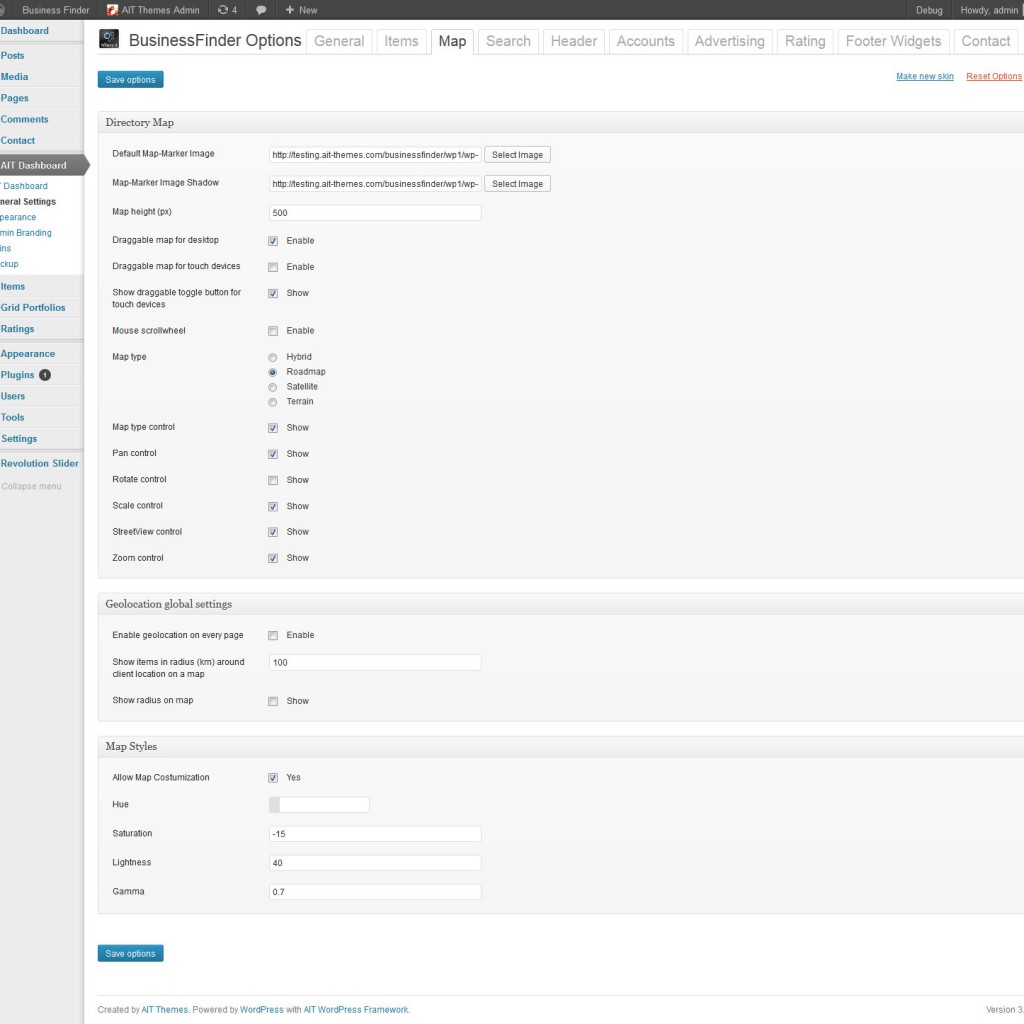 Business Finder AIT Themes Admin 4 New Debug Howdy, admin
Dashboard
Posts
Media
Pages
Comments
Contact
AIT Dashboard
Dashboard
neral Settings
pearance
min Branding
ins
ckup
Items
Grid Portfolios
Ratings
Appearance
Plugins 1
Users
Tools
Settings
Revolution Slider
Collapse menu
BusinessFinder Options General Items Map Search Header Accounts Advertising Rating Footer Widgets Contact
Save options Make new skin Reset Options
Directory Map
Default Map-Marker Image http://testing.ait-themes.com/businessfinder/wp1/wp- Select Image
Map-Marker Image Shadow http://testing.ait-themes.com/businessfinder/wp1/wp- Select Image
Map height (px) 500
Draggable map for desktop Enable
Draggable map for touch devices Enable
Show draggable toggle button for Show
touch devices
Mouse scrollwheel Enable
Map type Hybrid
Roadmap
Satellite
Terrain
Map type control Show
Pan control Show
Rotate control Show
Scale control Show
StreetView control Show
Zoom control Show
Geolocation global settings
Enable geolocation on every page Enable
Show items in radius (km) around 100
client location on a map
Show radius on map Show
Map Styles
Allow Map Costumization Yes
Hue
Saturation -15
Lightness 40
Gamma 0.7
Save options
Created by AIT Themes. Powered by WordPress with AIT WordPress Framework. Version 3.